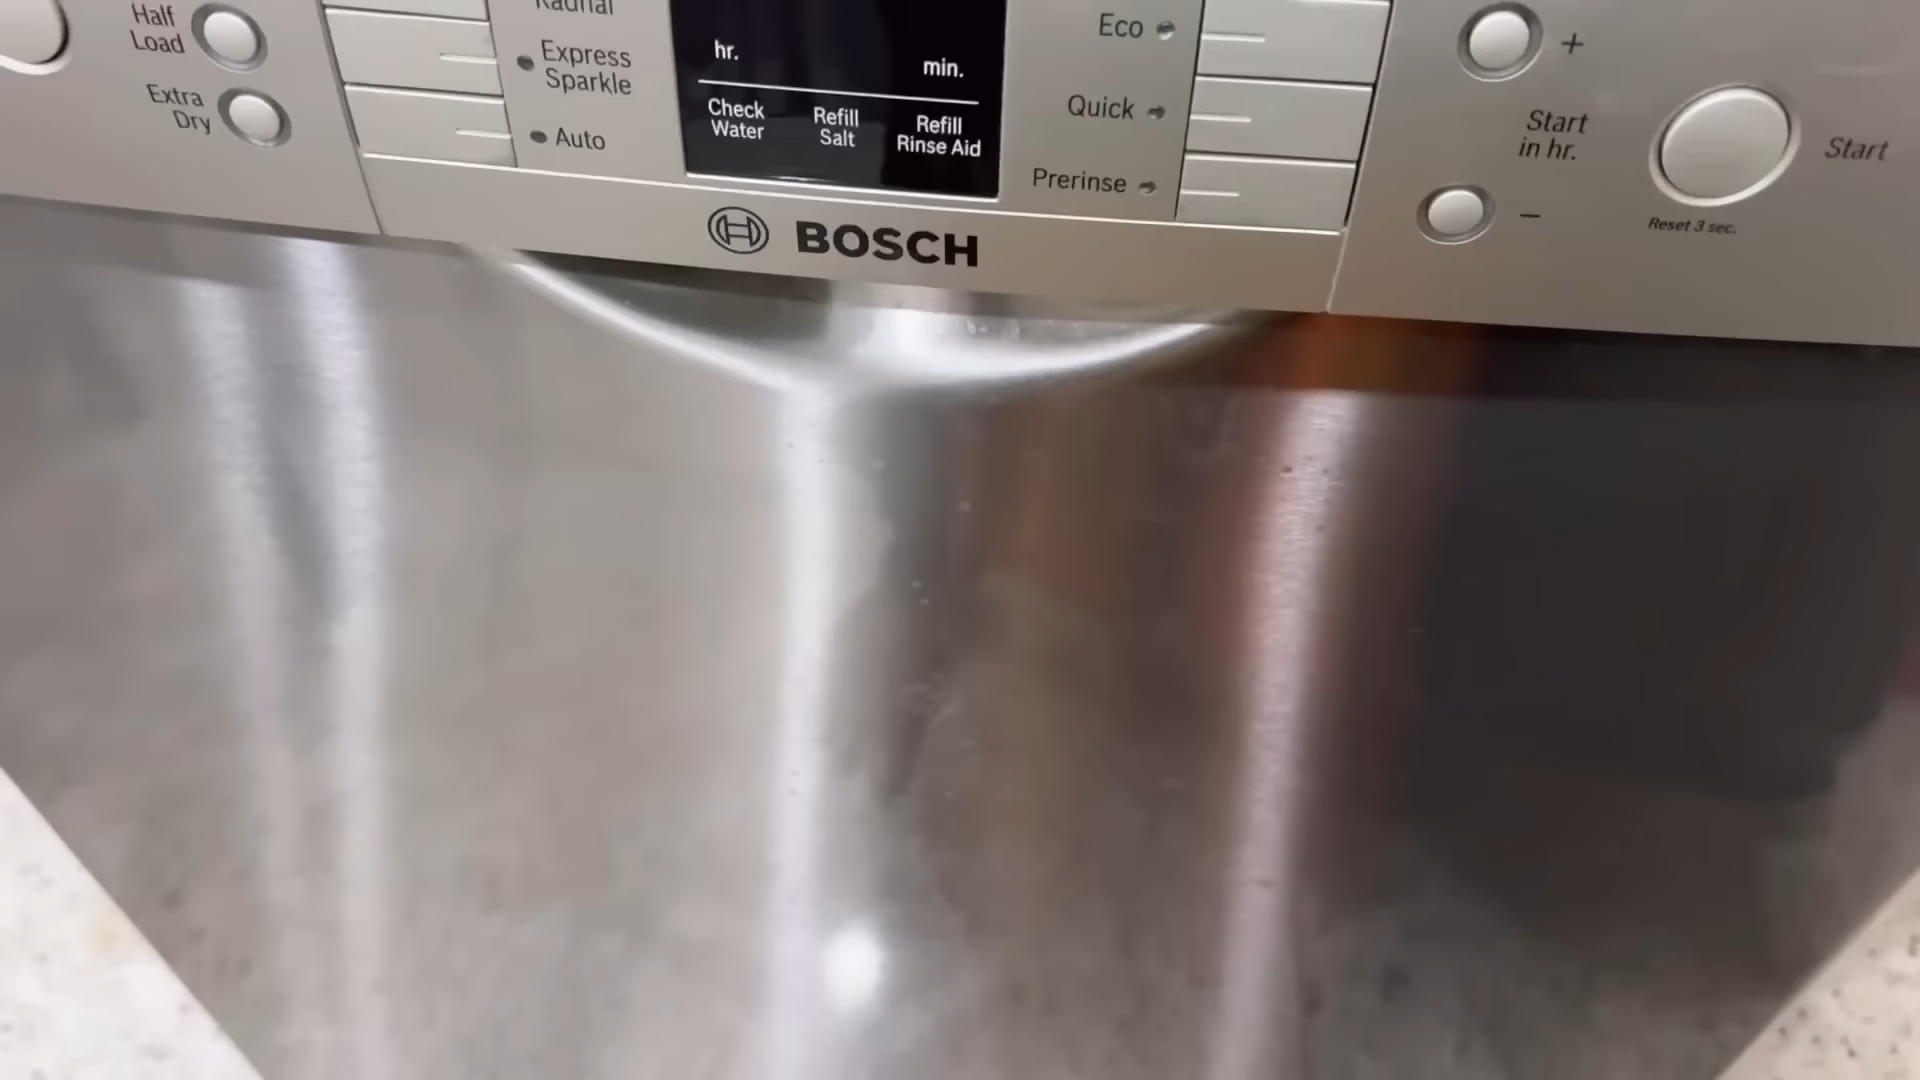 Half
Load
Extra
Dry
Kadhai
Express
Sparkle
Auto
hr.
min.
Check
Water
Refill
Salt
Refill
Rinse Aid
Eco
Quick
Prerinse
+
Start
in hr.
−
Start
Reset 3 sec.
BOSCH